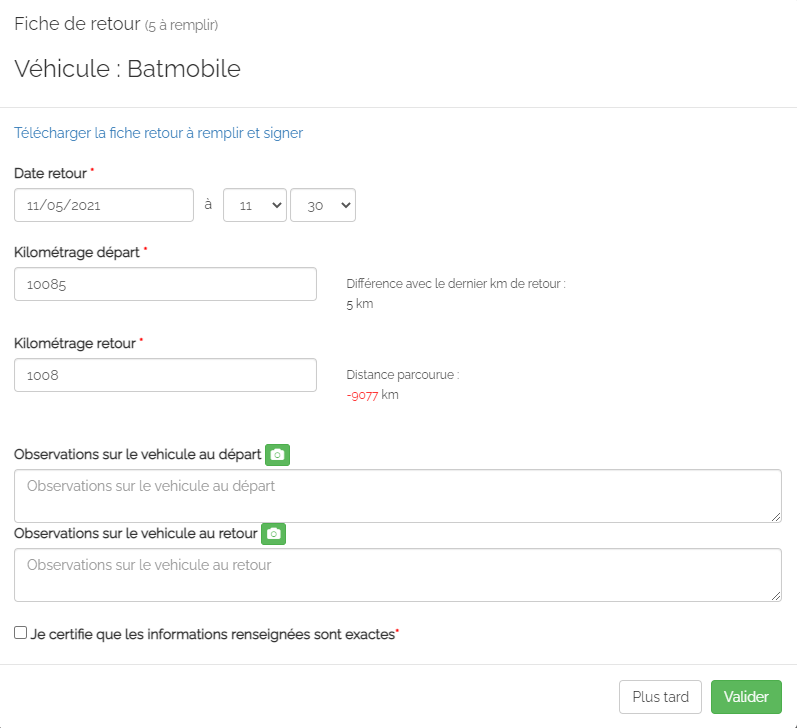 Fiche de retour (5 à remplir)
Véhicule : Batmobile
Télécharger la fiche retour à remplir et signer
Date retour *
11/05/2021 à 11 30
Kilométrage départ *
10085
Différence avec le dernier km de retour :
5 km
Kilométrage retour *
1008
Distance parcourue :
-9077 km
Observations sur le vehicule au départ
Observations sur le vehicule au départ
Observations sur le vehicule au retour
Observations sur le vehicule au retour
Je certifie que les informations renseignées sont exactes*
Plus tard Valider